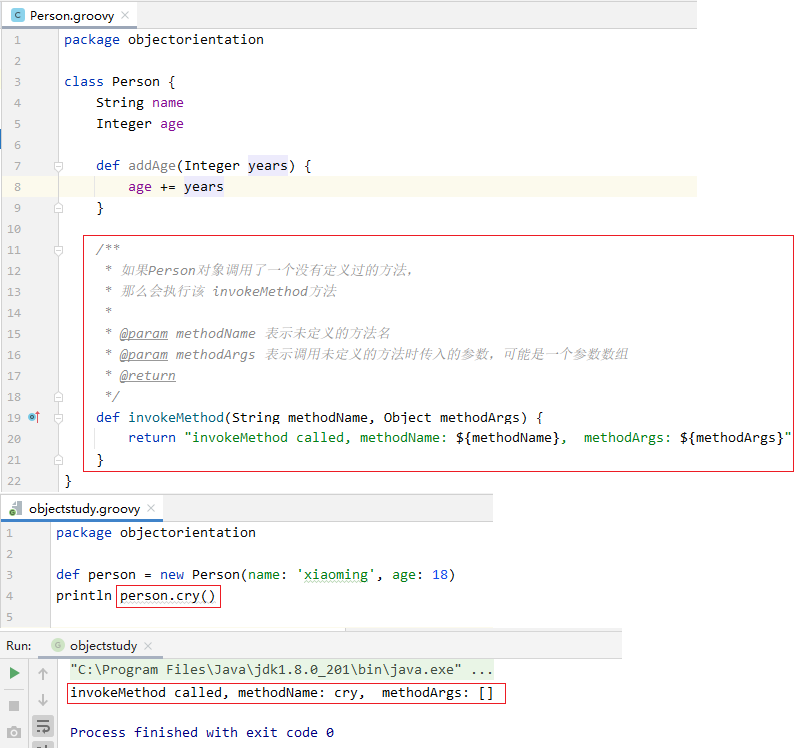 Person.groovy
1 package objectorientation
2
3 class Person {
4 String name
5 Integer age
6
7 def addAge(Integer years) {
8 age += years
9 }
10
11 /**
12 * 如果Person对象调用了一个没有定义过的方法,
13 * 那么会执行该 invokeMethod方法
14 *
15 * @param methodName 表示未定义的方法名
16 * @param methodArgs 表示调用未定义的方法时传入的参数, 可能是一个参数数组
17 * @return
18 */
19 def invokeMethod(String methodName, Object methodArgs) {
20 return "invokeMethod called, methodName: ${methodName},  methodArgs: ${methodArgs}"
21 }
22 }
objectstudy.groovy
1 package objectorientation
2
3 def person = new Person(name: 'xiaoming', age: 18)
4 println person.cry()
5
Run: objectstudy
"C:\Program Files\Java\jdk1.8.0_201\bin\java.exe" ...
invokeMethod called, methodName: cry,  methodArgs: []
Process finished with exit code 0